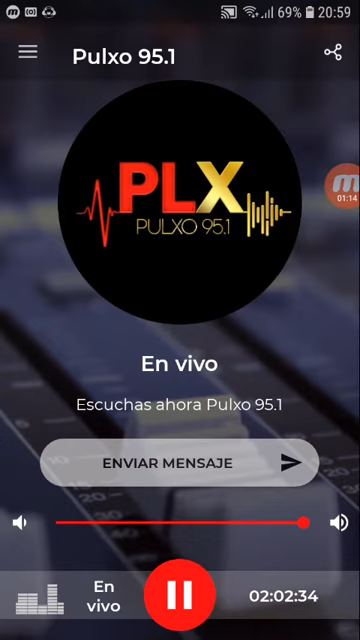 69% 20:59
Pulxo 95.1
PLX
PULXO 95.1
01:14
En vivo
Escuchas ahora Pulxo 95.1
ENVIAR MENSAJE
En
vivo
02:02:34